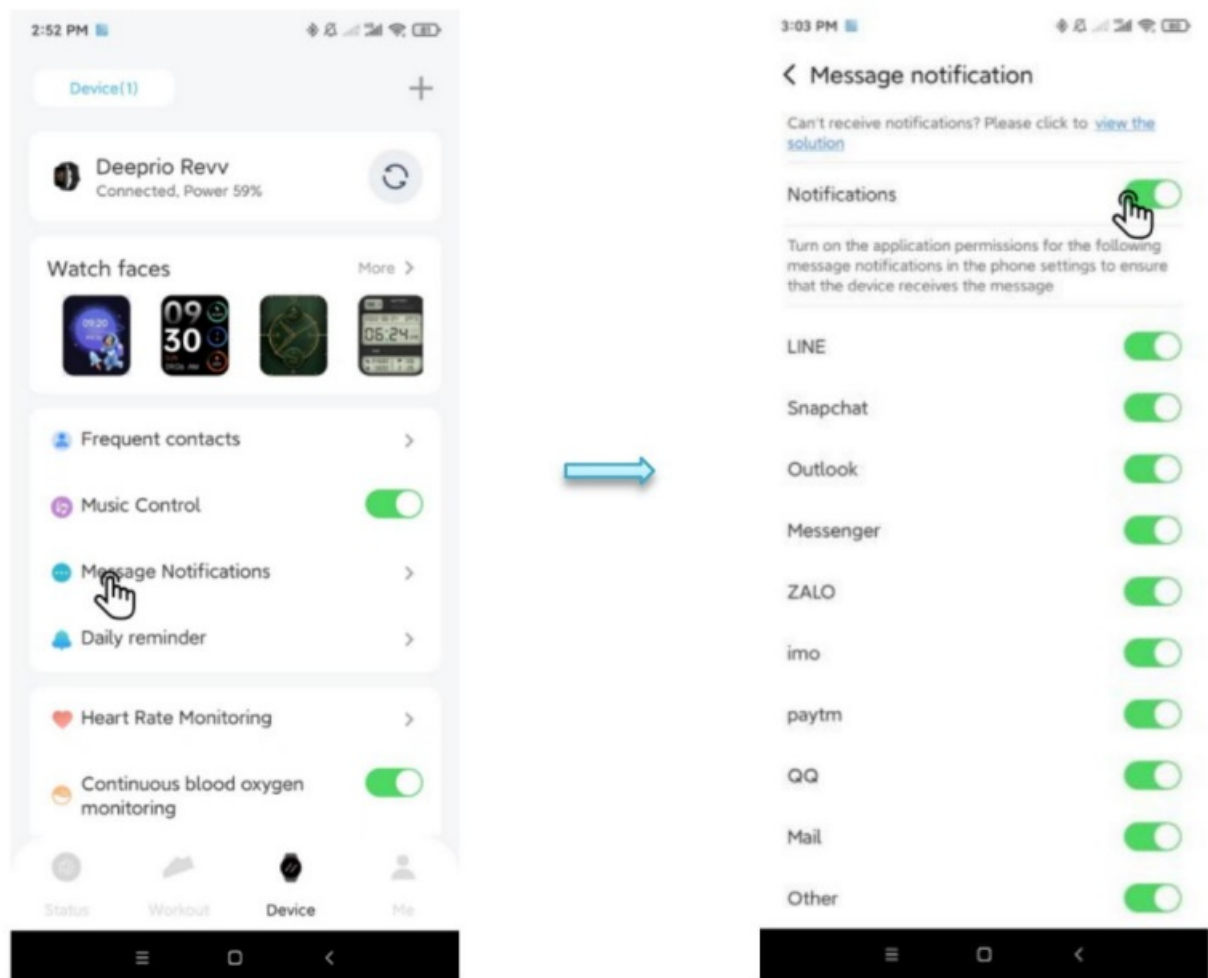 2:52 PM
Device(1)
Deeprio Revv
Connected, Power 59%
Watch faces
More >
09:20
09
30
06:24
Frequent contacts
Music Control
Message Notifications
Daily reminder
Heart Rate Monitoring
Continuous blood oxygen
monitoring
Status
Workout
Device
Me
3:03 PM
Message notification
Can't receive notifications? Please click to view the
solution
Notifications
Turn on the application permissions for the following
message notifications in the phone settings to ensure
that the device receives the message
LINE
Snapchat
Outlook
Messenger
ZALO
imo
paytm
QQ
Mail
Other